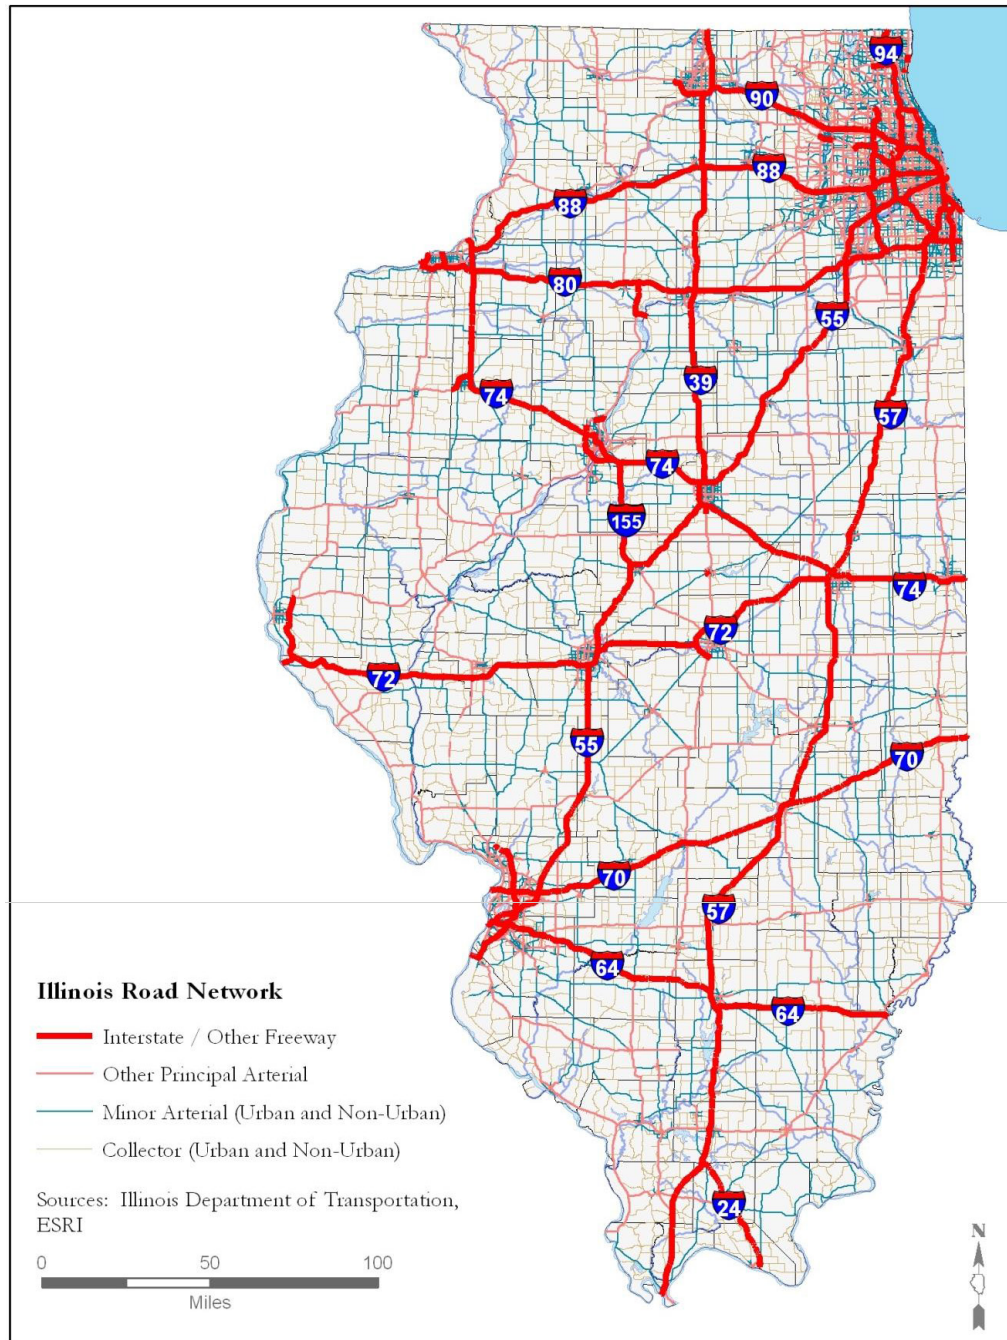 94
90
88
88
80
55
39
74
57
74
155
74
72
72
55
70
70
57
64
64
24
Illinois Road Network
Interstate / Other Freeway
Other Principal Arterial
Minor Arterial (Urban and Non-Urban)
Collector (Urban and Non-Urban)
Sources: Illinois Department of Transportation,
ESRI
0 50 100
Miles
N